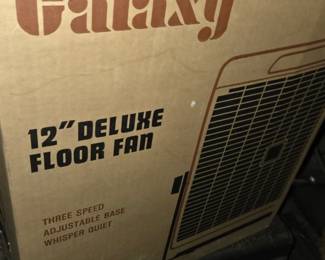 Galaxy
12" DELUXE
FLOOR FAN
THREE SPEED
ADJUSTABLE BASE
WHISPER QUIET